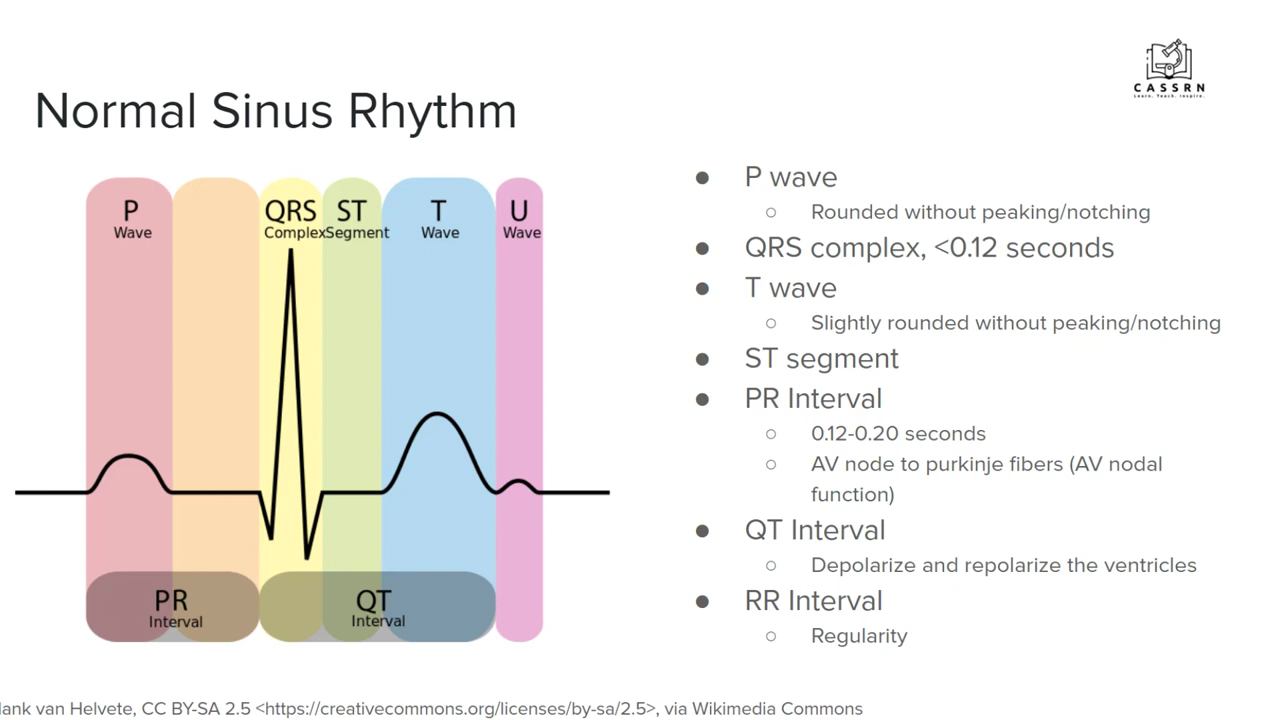 CASSRN
Learn. Teach. Inspire.
Normal Sinus Rhythm
P
Wave
QRS
Complex
ST
Segment
T
Wave
U
Wave
PR
Interval
QT
Interval
● P wave
○ Rounded without peaking/notching
● QRS complex, <0.12 seconds
● T wave
○ Slightly rounded without peaking/notching
● ST segment
● PR Interval
○ 0.12-0.20 seconds
○ AV node to purkinje fibers (AV nodal
function)
● QT Interval
○ Depolarize and repolarize the ventricles
● RR Interval
○ Regularity
lank van Helvete, CC BY-SA 2.5 <https://creativecommons.org/licenses/by-sa/2.5>, via Wikimedia Commons